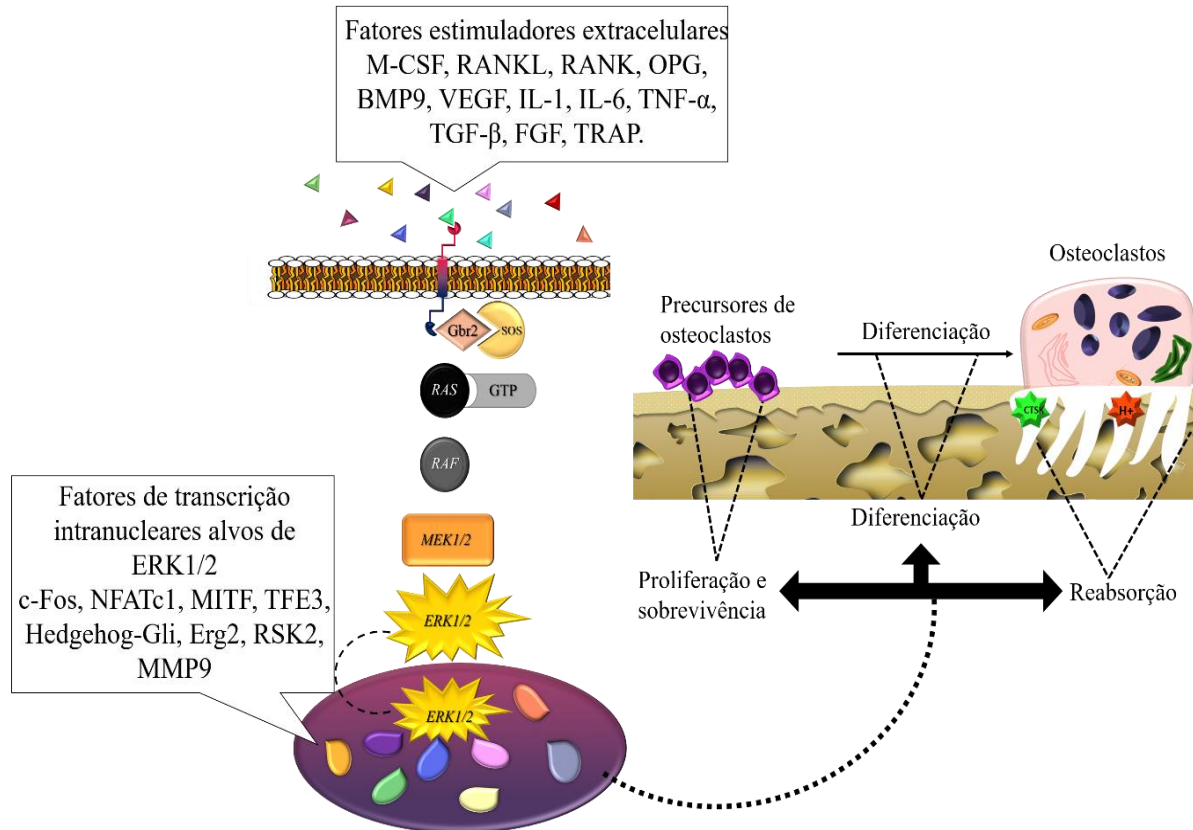 Fatores estimuladores extracelulares
M-CSF, RANKL, RANK, OPG,
BMP9, VEGF, IL-1, IL-6, TNF-α,
TGF-β, FGF, TRAP.
Gbr2
SOS
RAS
GTP
RAF
MEK1/2
ERK1/2
ERK1/2
Fatores de transcrição
intranucleares alvos de
ERK1/2
c-Fos, NFATc1, MITF, TFE3,
Hedgehog-Gli, Erg2, RSK2,
MMP9
Precursores de
osteoclastos
Diferenciação
Osteoclastos
CTSK
H+
Diferenciação
Proliferação e
sobrevivência
Reabsorção